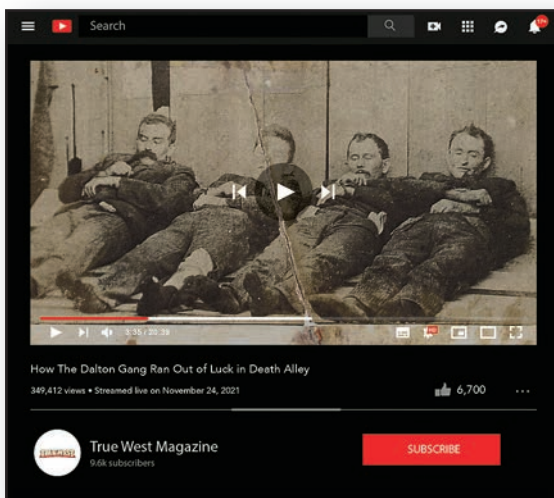 Search
HD
How The Dalton Gang Ran Out of Luck in Death Alley
349,412 views • Streamed live on November 24, 2021
6,700
True West Magazine
9.6k subscribers
SUBSCRIBE